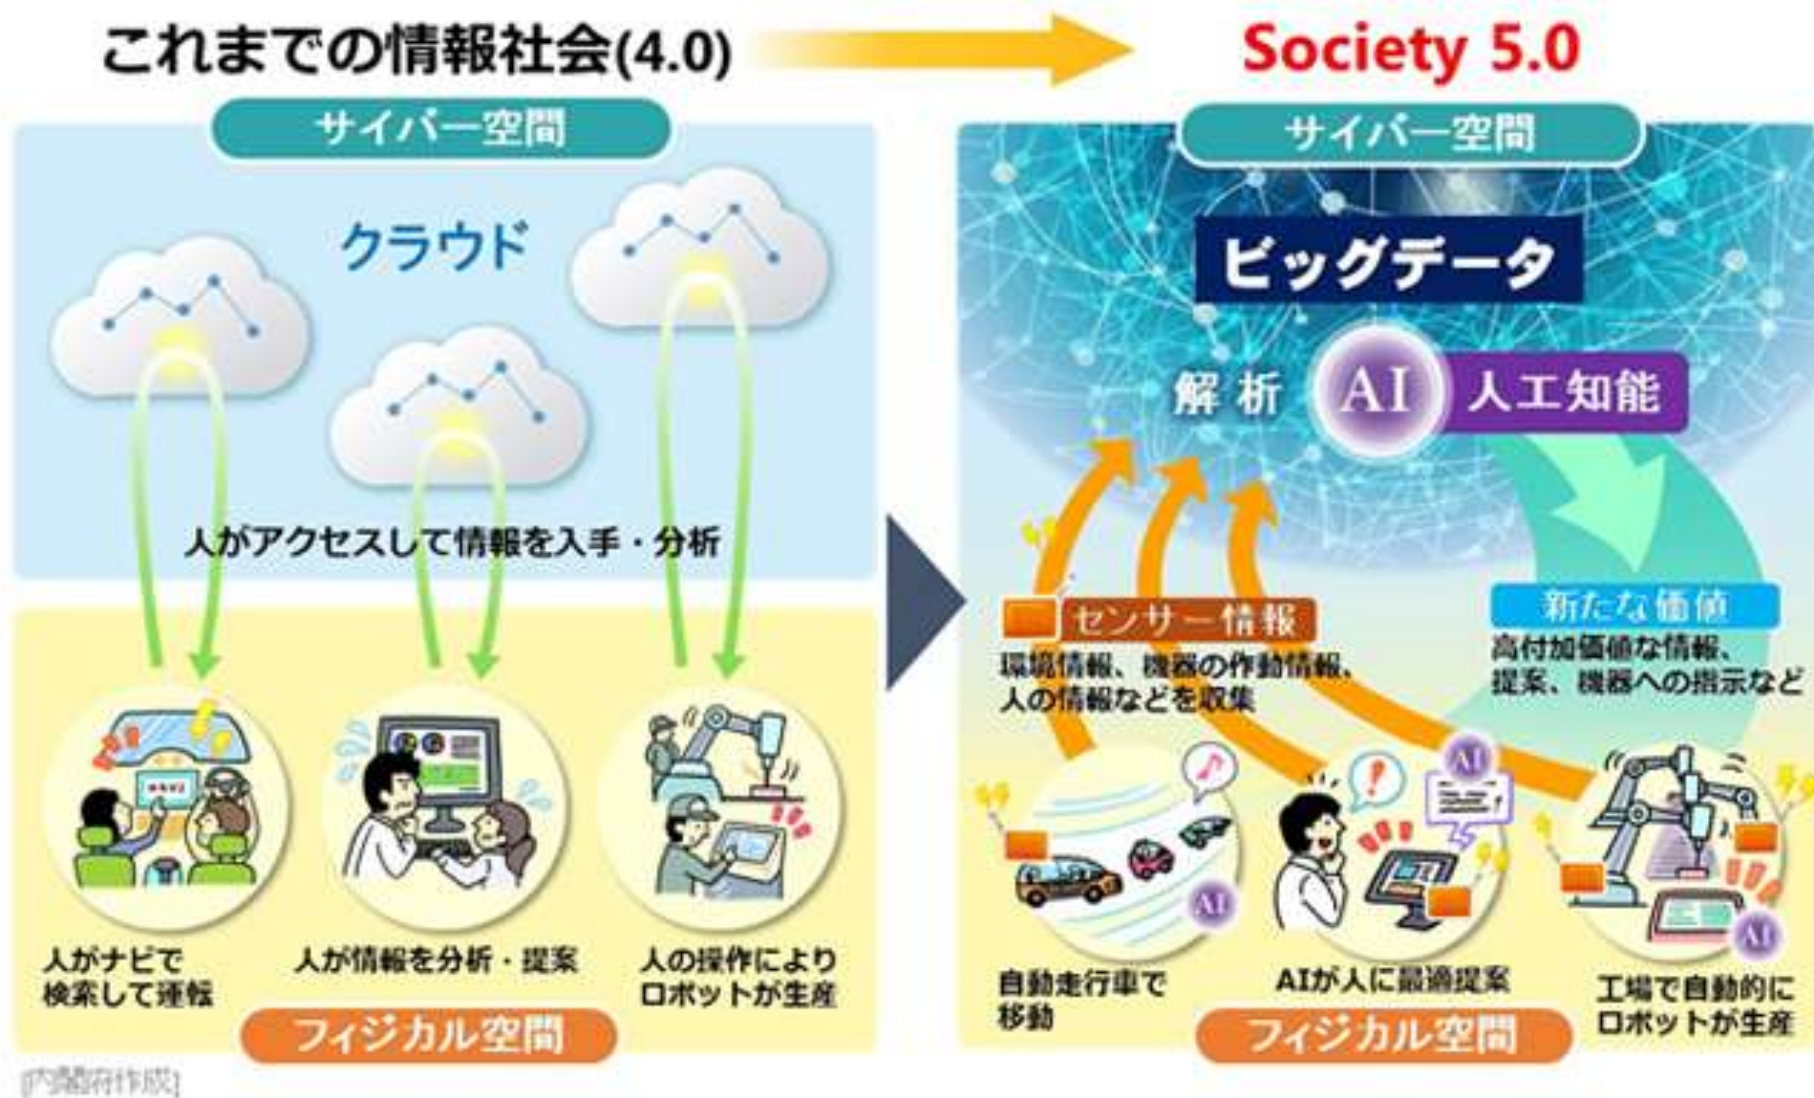 これまでの情報社会(4.0)
Society 5.0
サイバー空間
クラウド
人がアクセスして情報を入手・分析
人がナビで
検索して運転
人が情報を分析・提案
人の操作により
ロボットが生産
フィジカル空間
サイバー空間
ビッグデータ
解析 AI 人工知能
センサー情報
環境情報、機器の作動情報、
人の情報などを収集
新たな価値
高付加価値な情報、
提案、機器への指示など
AI
AI
AI
自動走行車で
移動
AIが人に最適提案
工場で自動的に
ロボットが生産
フィジカル空間
[内閣府作成]